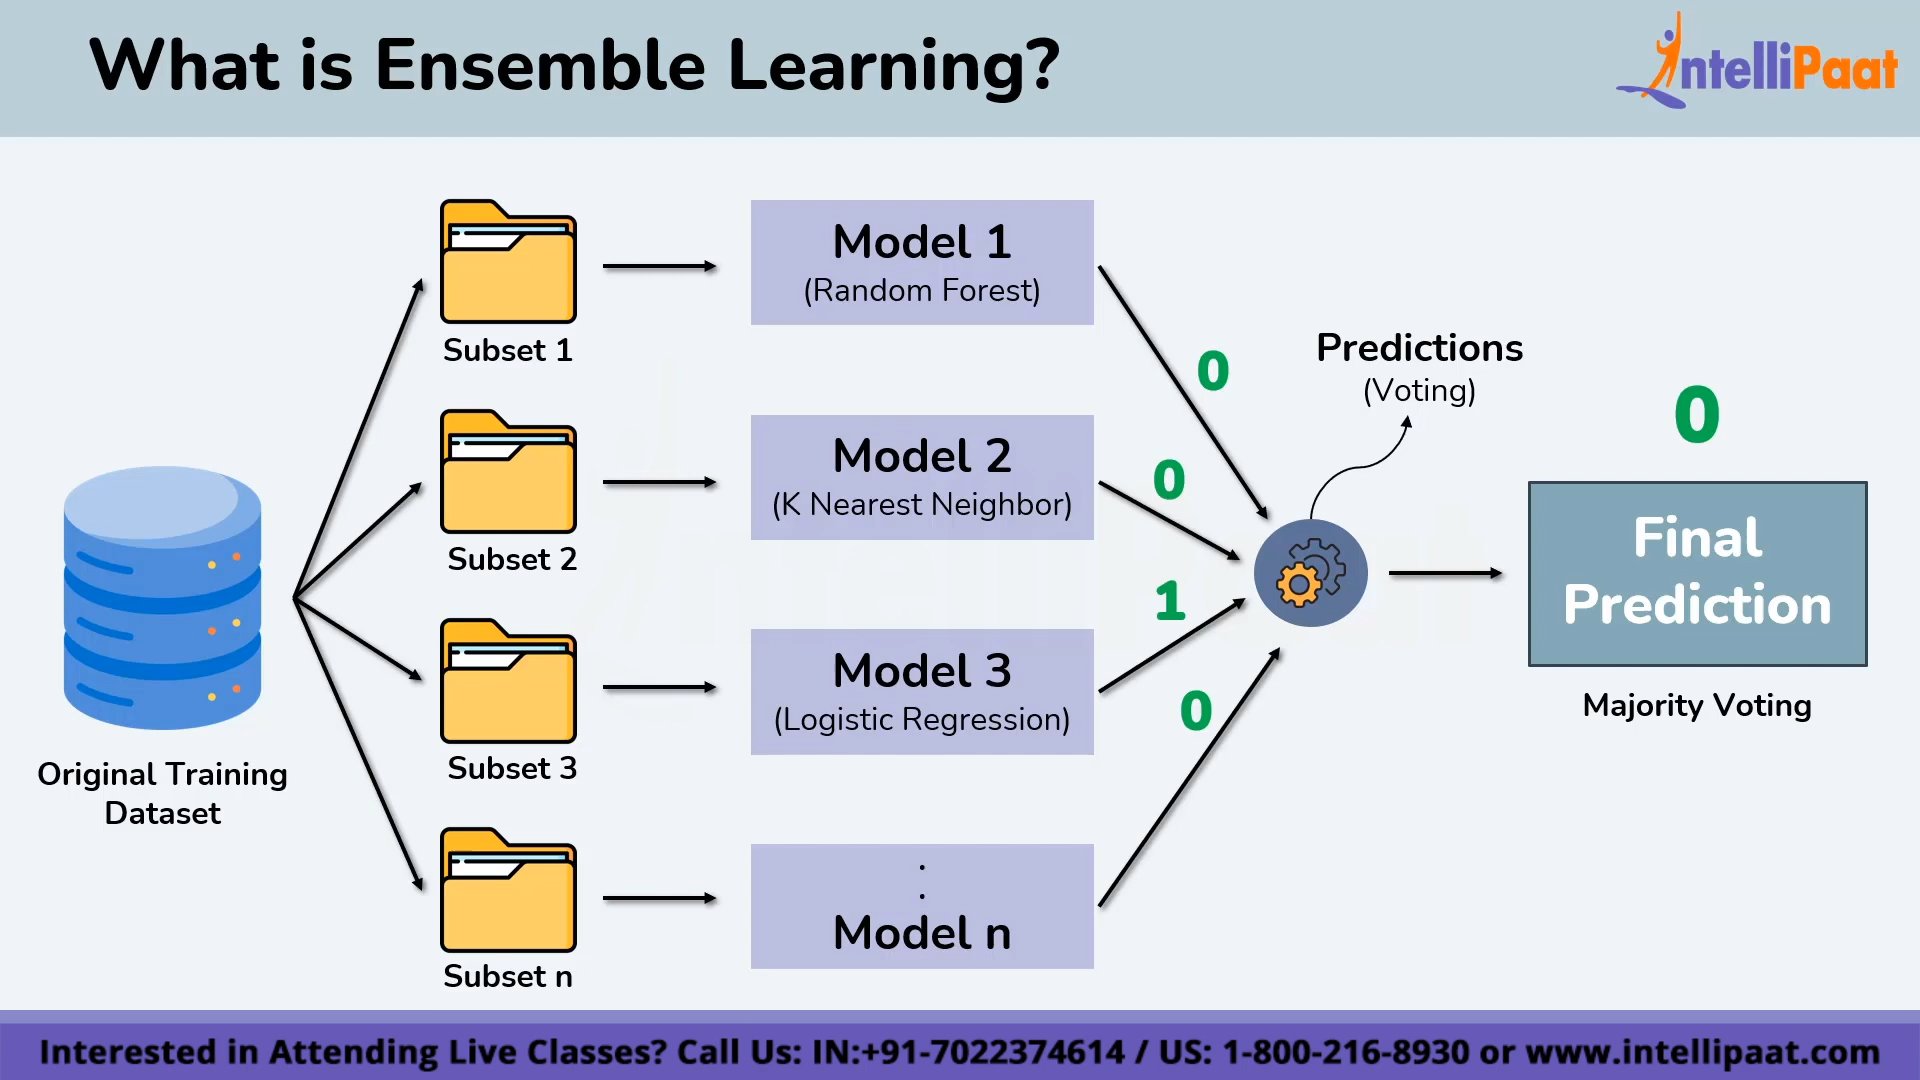 What is Ensemble Learning?
IntelliPaat
Subset 1
Subset 2
Subset 3
Subset n
Original Training
Dataset
Model 1
(Random Forest)
Model 2
(K Nearest Neighbor)
Model 3
(Logistic Regression)
.
.
Model n
0
0
1
0
Predictions
(Voting)
0
Final
Prediction
Majority Voting
Interested in Attending Live Classes? Call Us: IN:+91-7022374614 / US: 1-800-216-8930 or www.intellipaat.com